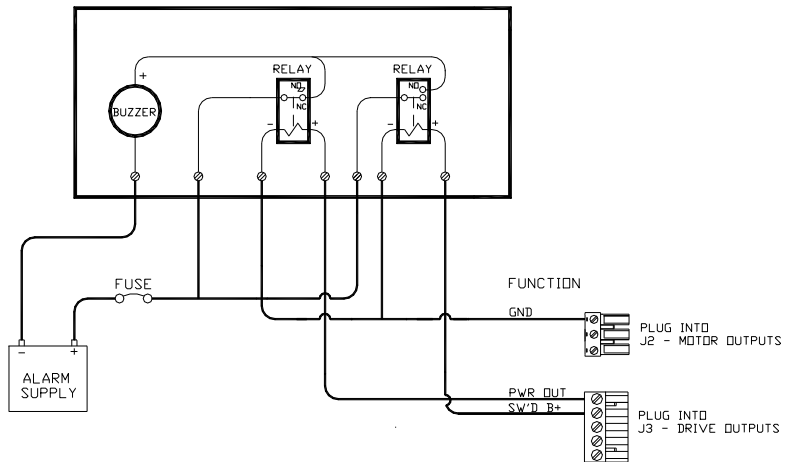 RELAY
RELAY
NO
NO
+
BUZZER
NC
NC
- +
- +
FUSE
FUNCTION
GND
PLUG INTO
J2 - MOTOR OUTPUTS
- +
ALARM
SUPPLY
PWR OUT
SW'D B+
PLUG INTO
J3 - DRIVE OUTPUTS